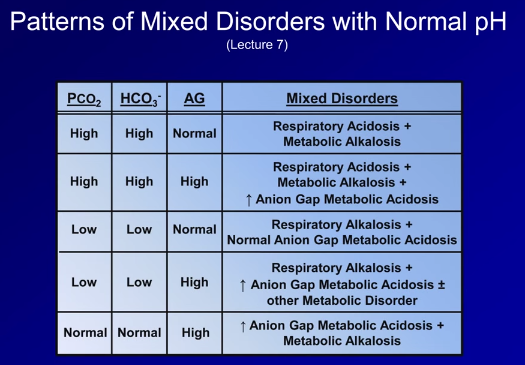 Patterns of Mixed Disorders with Normal pH
(Lecture 7)
PCO₂ HCO₃⁻ AG Mixed Disorders
High High Normal Respiratory Acidosis +
Metabolic Alkalosis
High High High Respiratory Acidosis +
Metabolic Alkalosis +
↑ Anion Gap Metabolic Acidosis
Low Low Normal Respiratory Alkalosis +
Normal Anion Gap Metabolic Acidosis
Low Low High Respiratory Alkalosis +
↑ Anion Gap Metabolic Acidosis ±
other Metabolic Disorder
Normal Normal High ↑ Anion Gap Metabolic Acidosis +
Metabolic Alkalosis